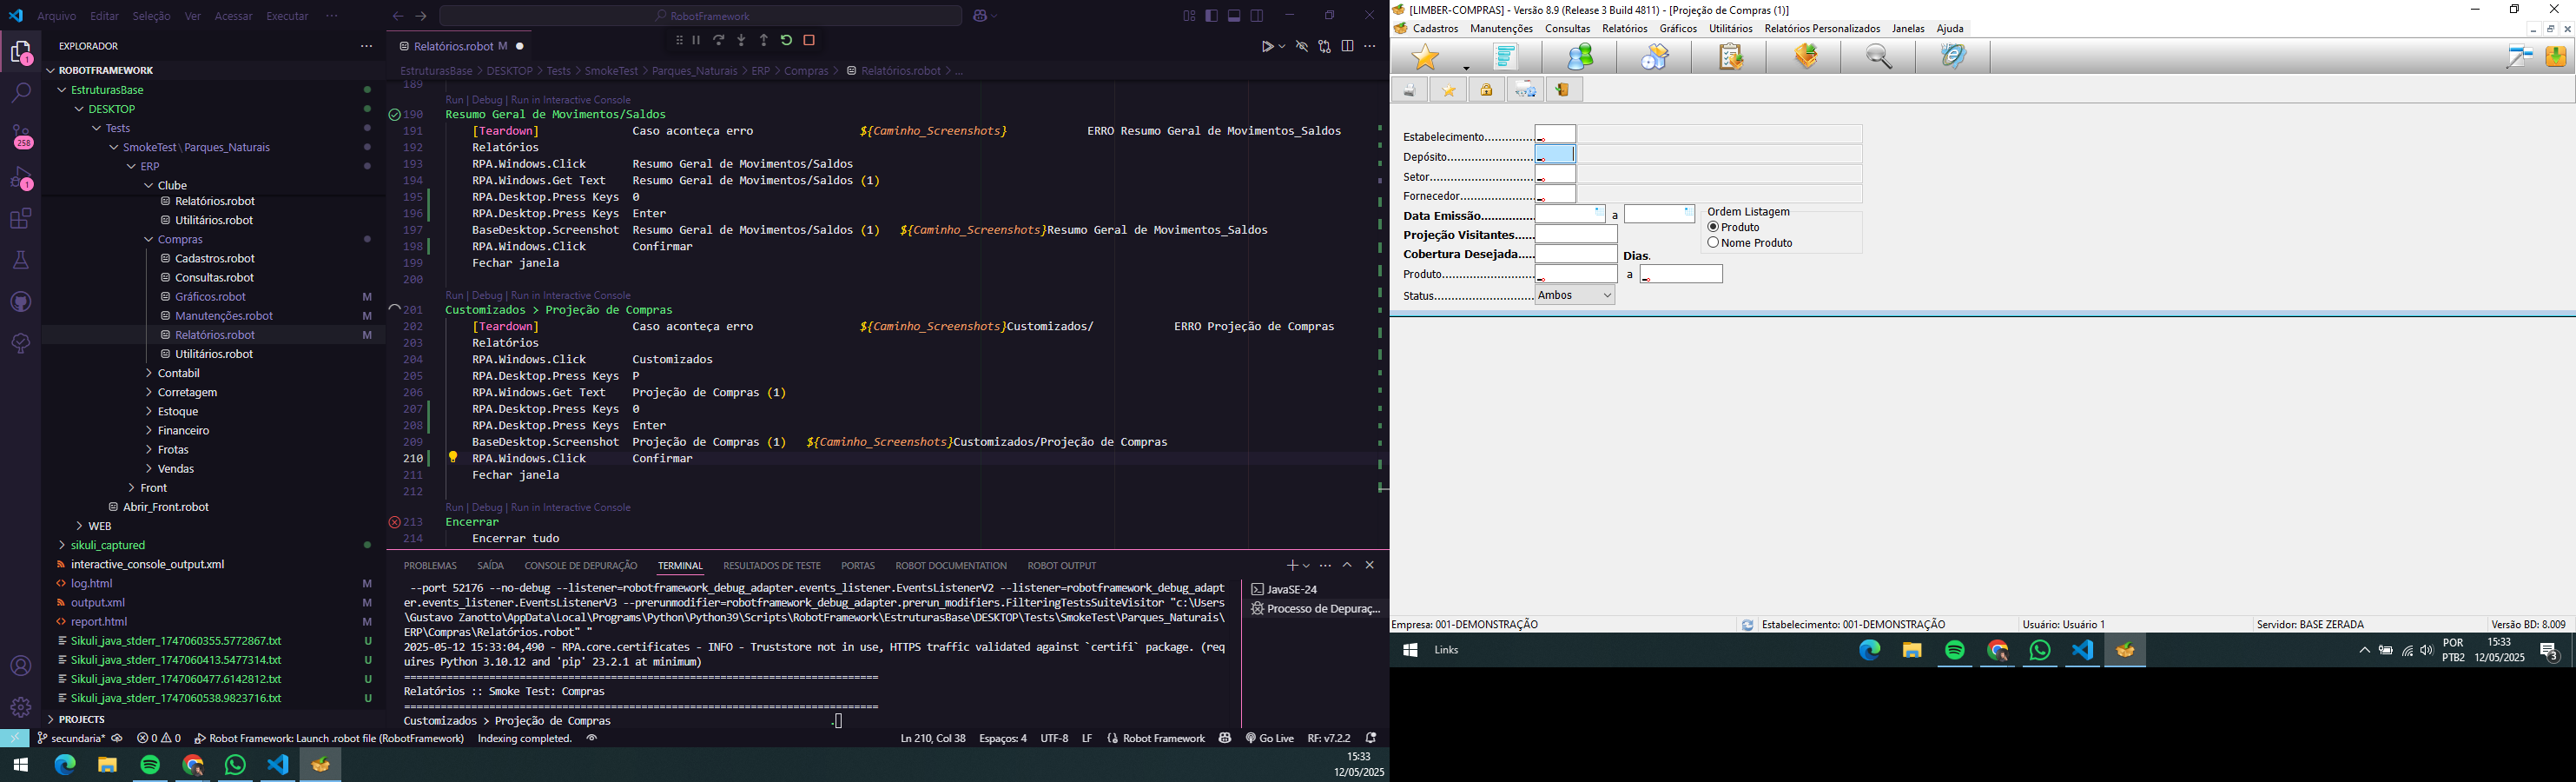 Arquivo Editar Seleção Ver Acessar Executar ···
RobotFramework
EXPLORADOR
ROBOTFRAMEWORK
EstruturasBase
DESKTOP
Tests
SmokeTest\Parques_Naturais
ERP
Clube
Relatórios.robot
Utilitários.robot
Compras
Cadastros.robot
Consultas.robot
Gráficos.robot M
Manutenções.robot M
Relatórios.robot M
Utilitários.robot
Contabil
Corretagem
Estoque
Financeiro
Frotas
Vendas
Front
Abrir_Front.robot
WEB
sikuli_captured
interactive_console_output.xml
log.html M
output.xml M
report.html M
Sikuli_java_stderr_1747060355.5772867.txt U
Sikuli_java_stderr_1747060413.5477314.txt U
Sikuli_java_stderr_1747060477.6142812.txt U
Sikuli_java_stderr_1747060538.9823716.txt U
PROJECTS
1
258
1
Relatórios.robot M
EstruturasBase > DESKTOP > Tests > SmokeTest > Parques_Naturais > ERP > Compras > Relatórios.robot > ...
189
Run | Debug | Run in Interactive Console
190 Resumo Geral de Movimentos/Saldos
191 [Teardown] Caso aconteça erro ${Caminho_Screenshots} ERRO Resumo Geral de Movimentos_Saldos
192 Relatórios
193 RPA.Windows.Click Resumo Geral de Movimentos/Saldos
194 RPA.Windows.Get Text Resumo Geral de Movimentos/Saldos (1)
195 RPA.Desktop.Press Keys 0
196 RPA.Desktop.Press Keys Enter
197 BaseDesktop.Screenshot Resumo Geral de Movimentos/Saldos (1) ${Caminho_Screenshots}Resumo Geral de Movimentos_Saldos
198 RPA.Windows.Click Confirmar
199 Fechar janela
200
Run | Debug | Run in Interactive Console
201 Customizados > Projeção de Compras
202 [Teardown] Caso aconteça erro ${Caminho_Screenshots}Customizados/ ERRO Projeção de Compras
203 Relatórios
204 RPA.Windows.Click Customizados
205 RPA.Desktop.Press Keys P
206 RPA.Windows.Get Text Projeção de Compras (1)
207 RPA.Desktop.Press Keys 0
208 RPA.Desktop.Press Keys Enter
209 BaseDesktop.Screenshot Projeção de Compras (1) ${Caminho_Screenshots}Customizados/Projeção de Compras
210 RPA.Windows.Click Confirmar
211 Fechar janela
212
Run | Debug | Run in Interactive Console
213 Encerrar
214 Encerrar tudo
PROBLEMAS SAÍDA CONSOLE DE DEPURAÇÃO TERMINAL RESULTADOS DE TESTE PORTAS ROBOT DOCUMENTATION ROBOT OUTPUT
--port 52176 --no-debug --listener=robotframework_debug_adapter.events_listener.EventsListenerV2 --listener=robotframework_debug_adapt
er.events_listener.EventsListenerV3 --prerunmodifier=robotframework_debug_adapter.prerun_modifiers.FilteringTestsSuiteVisitor "c:\Users
\Gustavo Zanotto\AppData\Local\Programs\Python\Python39\Scripts\RobotFramework\EstruturasBase\DESKTOP\Tests\SmokeTest\Parques_Naturais\
ERP\Compras\Relatórios.robot" "
2025-05-12 15:33:04,490 - RPA.core.certificates - INFO - Truststore not in use, HTTPS traffic validated against `certifi` package. (req
uires Python 3.10.12 and 'pip' 23.2.1 at minimum)
==============================================================================
Relatórios :: Smoke Test: Compras
==============================================================================
Customizados > Projeção de Compras .
JavaSE-24
Processo de Depuraç...
secundaria* 0 0 Robot Framework: Launch .robot file (RobotFramework) Indexing completed.
Ln 210, Col 38 Espaços: 4 UTF-8 LF Robot Framework Go Live RF: v7.2.2
15:33
12/05/2025
[LIMBER-COMPRAS] - Versão 8.9 (Release 3 Build 4811) - [Projeção de Compras (1)]
Cadastros Manutenções Consultas Relatórios Gráficos Utilitários Relatórios Personalizados Janelas Ajuda
Estabelecimento..............
Depósito.........................
Setor..............................
Fornecedor......................
Data Emissão............... a
Projeção Visitantes......
Cobertura Desejada..... Dias.
Produto........................... a
Status............................. Ambos
Ordem Listagem
Produto
Nome Produto
Empresa: 001-DEMONSTRAÇÃO
Estabelecimento: 001-DEMONSTRAÇÃO
Usuário: Usuário 1
Servidor: BASE ZERADA
Versão BD: 8.009
Links
POR
PTB2
15:33
12/05/2025
3